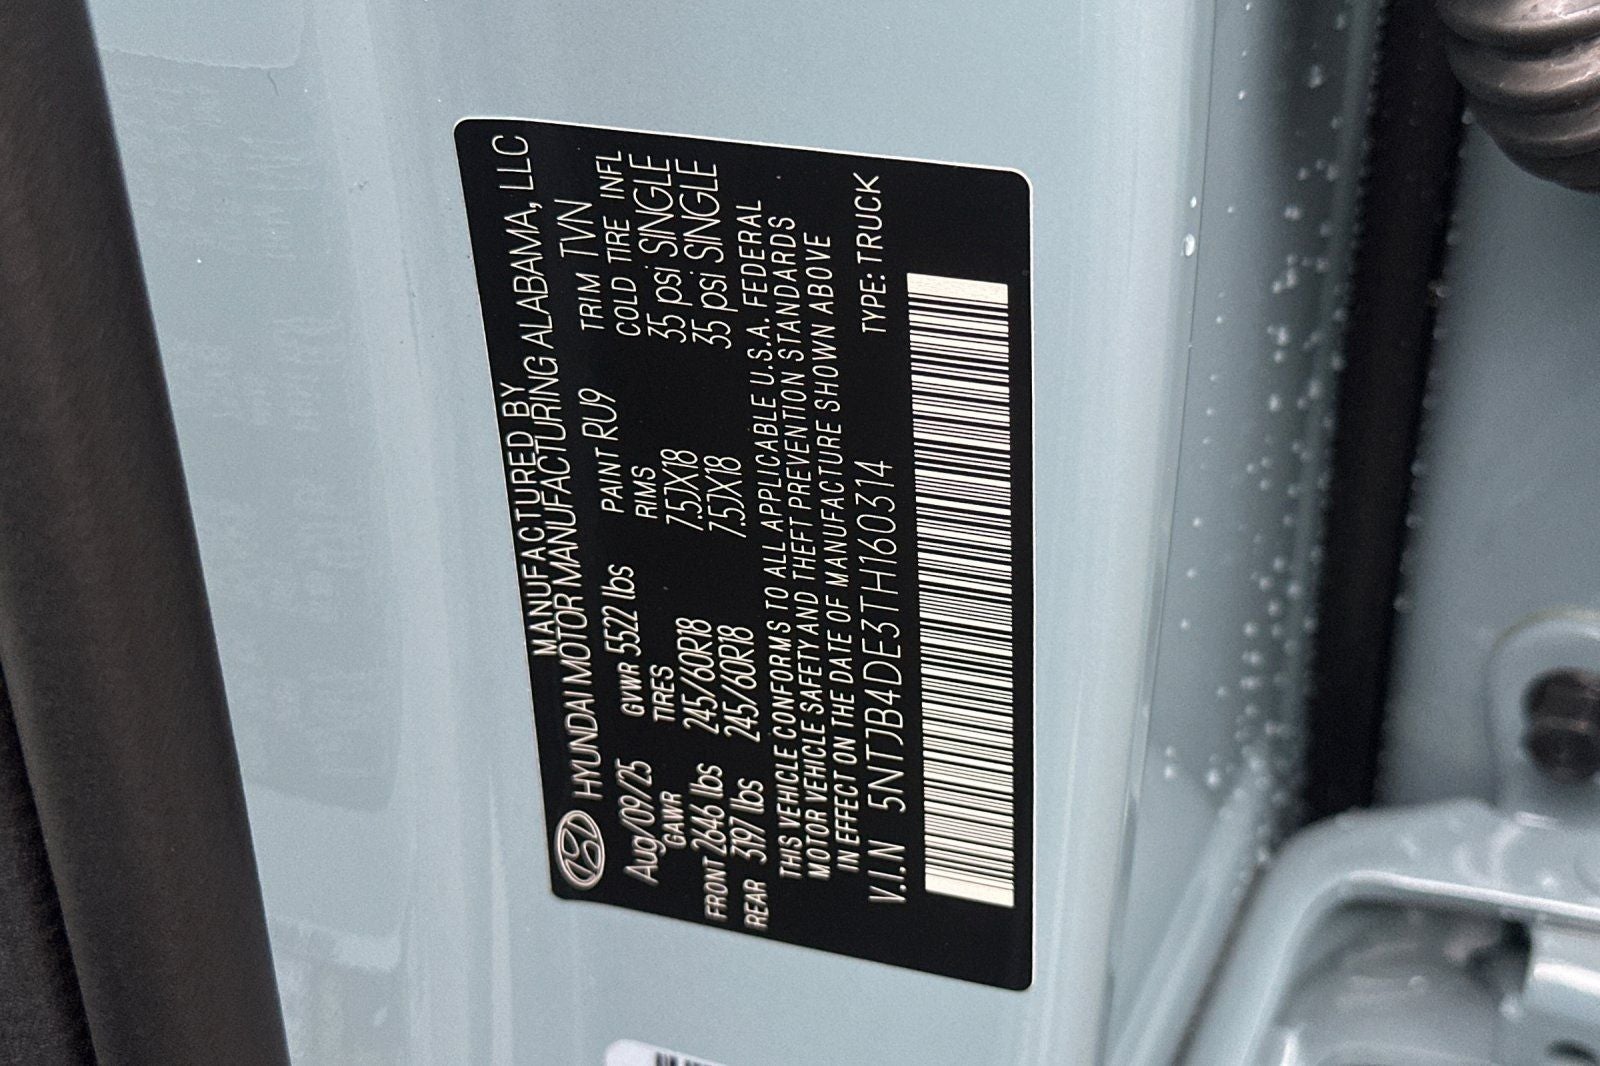 MANUFACTURED BY
HYUNDAI MOTOR MANUFACTURING ALABAMA, LLC
Aug/09/25 GVWR 5522 lbs PAINT RU9 TRIM TVN
GAWR TIRES RIMS COLD TIRE INFL
FRONT 2646 lbs 245/60R18 7.5JX18 35 psi SINGLE
REAR 3197 lbs 245/60R18 7.5JX18 35 psi SINGLE
THIS VEHICLE CONFORMS TO ALL APPLICABLE U.S.A. FEDERAL
MOTOR VEHICLE SAFETY AND THEFT PREVENTION STANDARDS
IN EFFECT ON THE DATE OF MANUFACTURE SHOWN ABOVE
V.I.N 5NTJB4DE3TH160314 TYPE: TRUCK